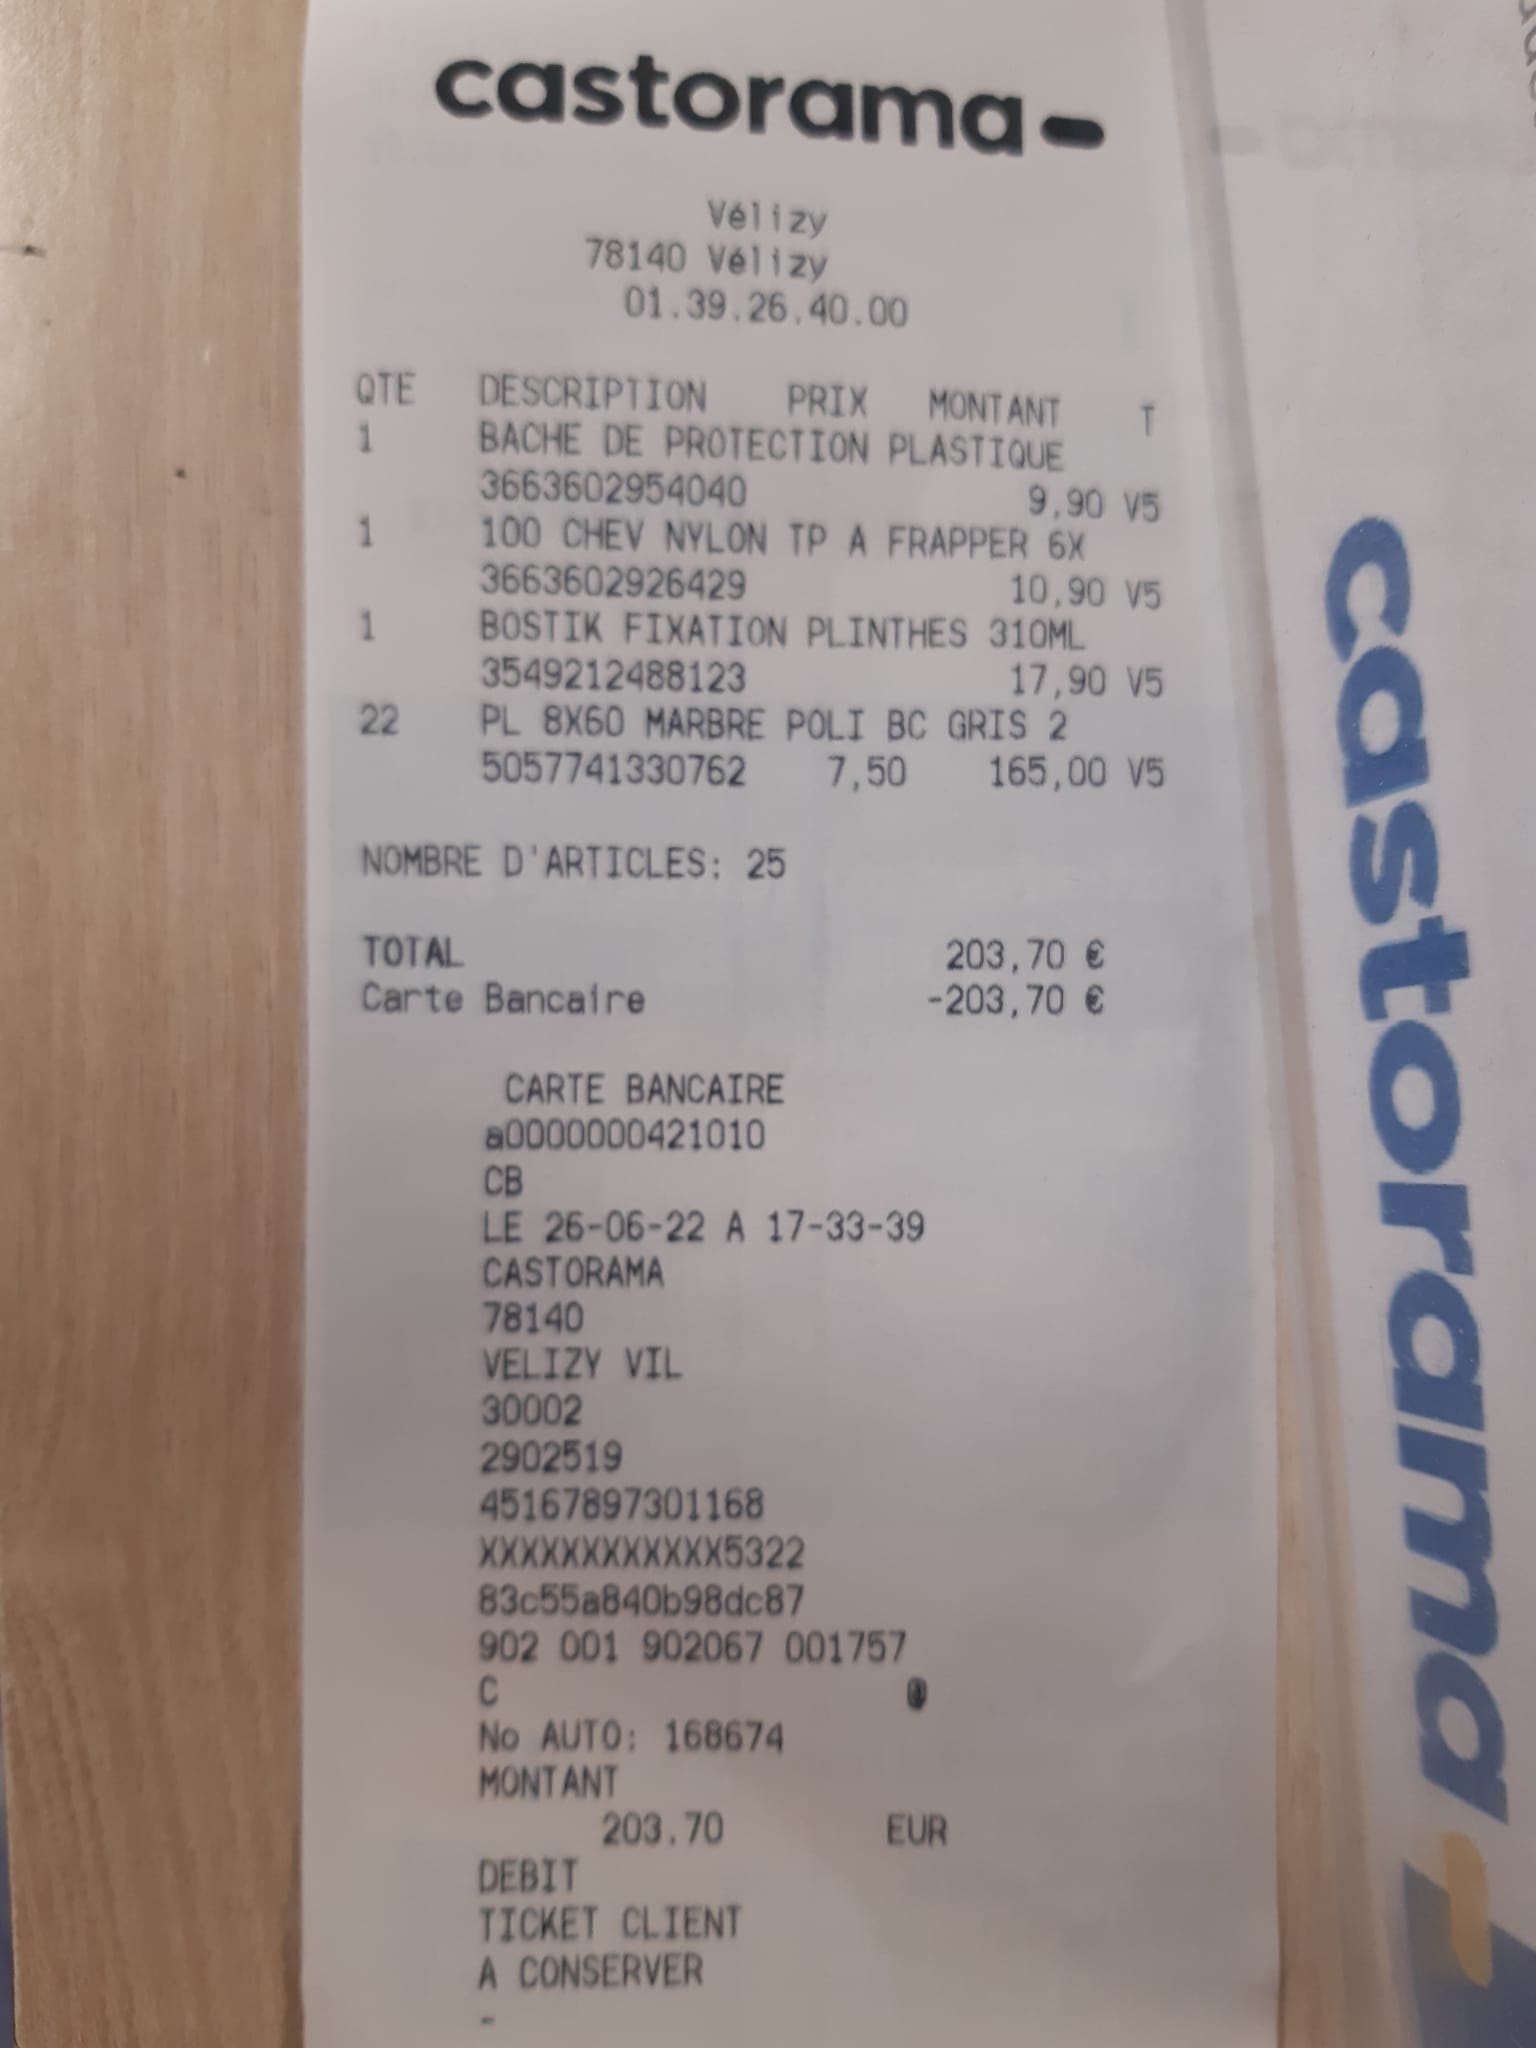 castorama
Vélizy
78140 Vélizy
01.39.26.40.00
QTE DESCRIPTION PRIX MONTANT T
1 BACHE DE PROTECTION PLASTIQUE
3663602954040 9,90 V5
1 100 CHEV NYLON TP A FRAPPER 6X
3663602926429 10,90 V5
1 BOSTIK FIXATION PLINTHES 310ML
3549212488123 17,90 V5
22 PL 8X60 MARBRE POLI BC GRIS 2
5057741330762 7,50 165,00 V5
NOMBRE D'ARTICLES: 25
TOTAL 203,70 €
Carte Bancaire -203,70 €
CARTE BANCAIRE
a0000000421010
CB
LE 26-06-22 A 17-33-39
CASTORAMA
78140
VELIZY VIL
30002
2902519
45167897301168
XXXXXXXXXXXX5322
83c55a840b98dc87
902 001 902067 001757
C @
No AUTO: 168674
MONTANT
203.70 EUR
DEBIT
TICKET CLIENT
A CONSERVER
-
castorama